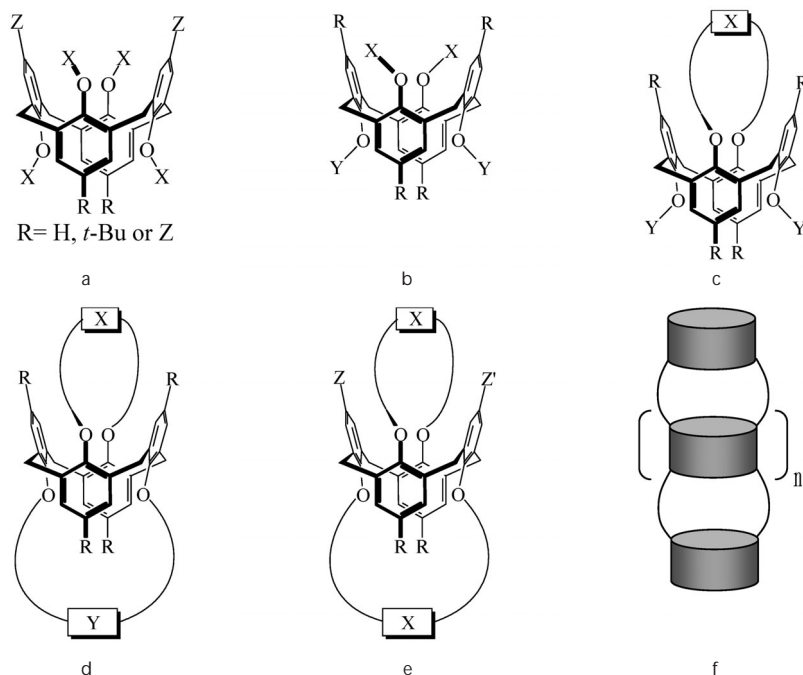 Z Z
X X
O O
O O
X X
R R
R= H, t-Bu or Z
a
R R
X X
O O
O O
Y Y
R R
b
X
R R
O O
O O
Y Y
R R
c
X
R R
O O
O O
R R
Y
d
X
Z Z'
O O
O O
R R
X
e
n
f